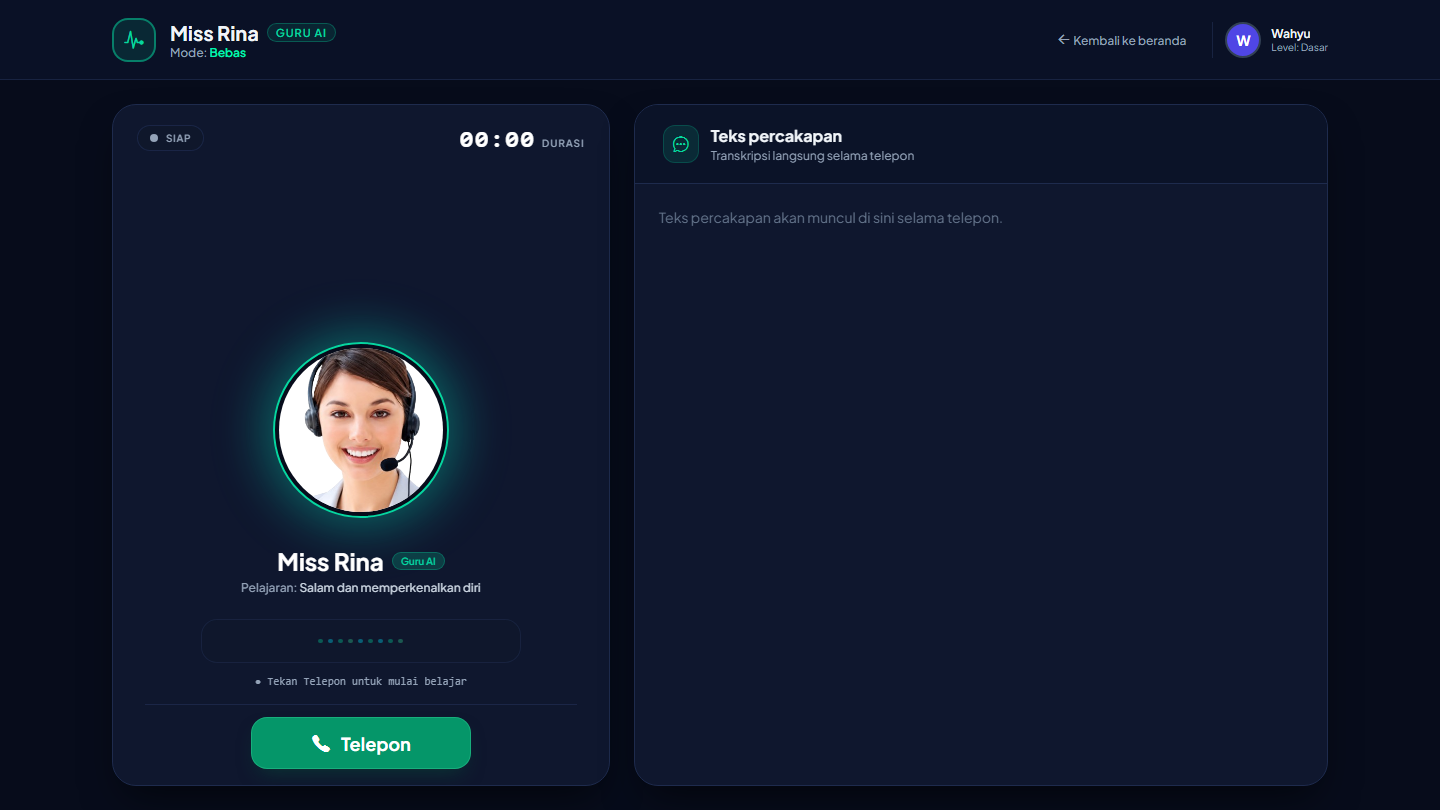 Miss Rina GURU AI
Mode: Bebas
← Kembali ke beranda
W
Wahyu
Level: Dasar
SIAP
00:00 DURASI
Miss Rina Guru AI
Pelajaran: Salam dan memperkenalkan diri
● Tekan Telepon untuk mulai belajar
Telepon
Teks percakapan
Transkripsi langsung selama telepon
Teks percakapan akan muncul di sini selama telepon.